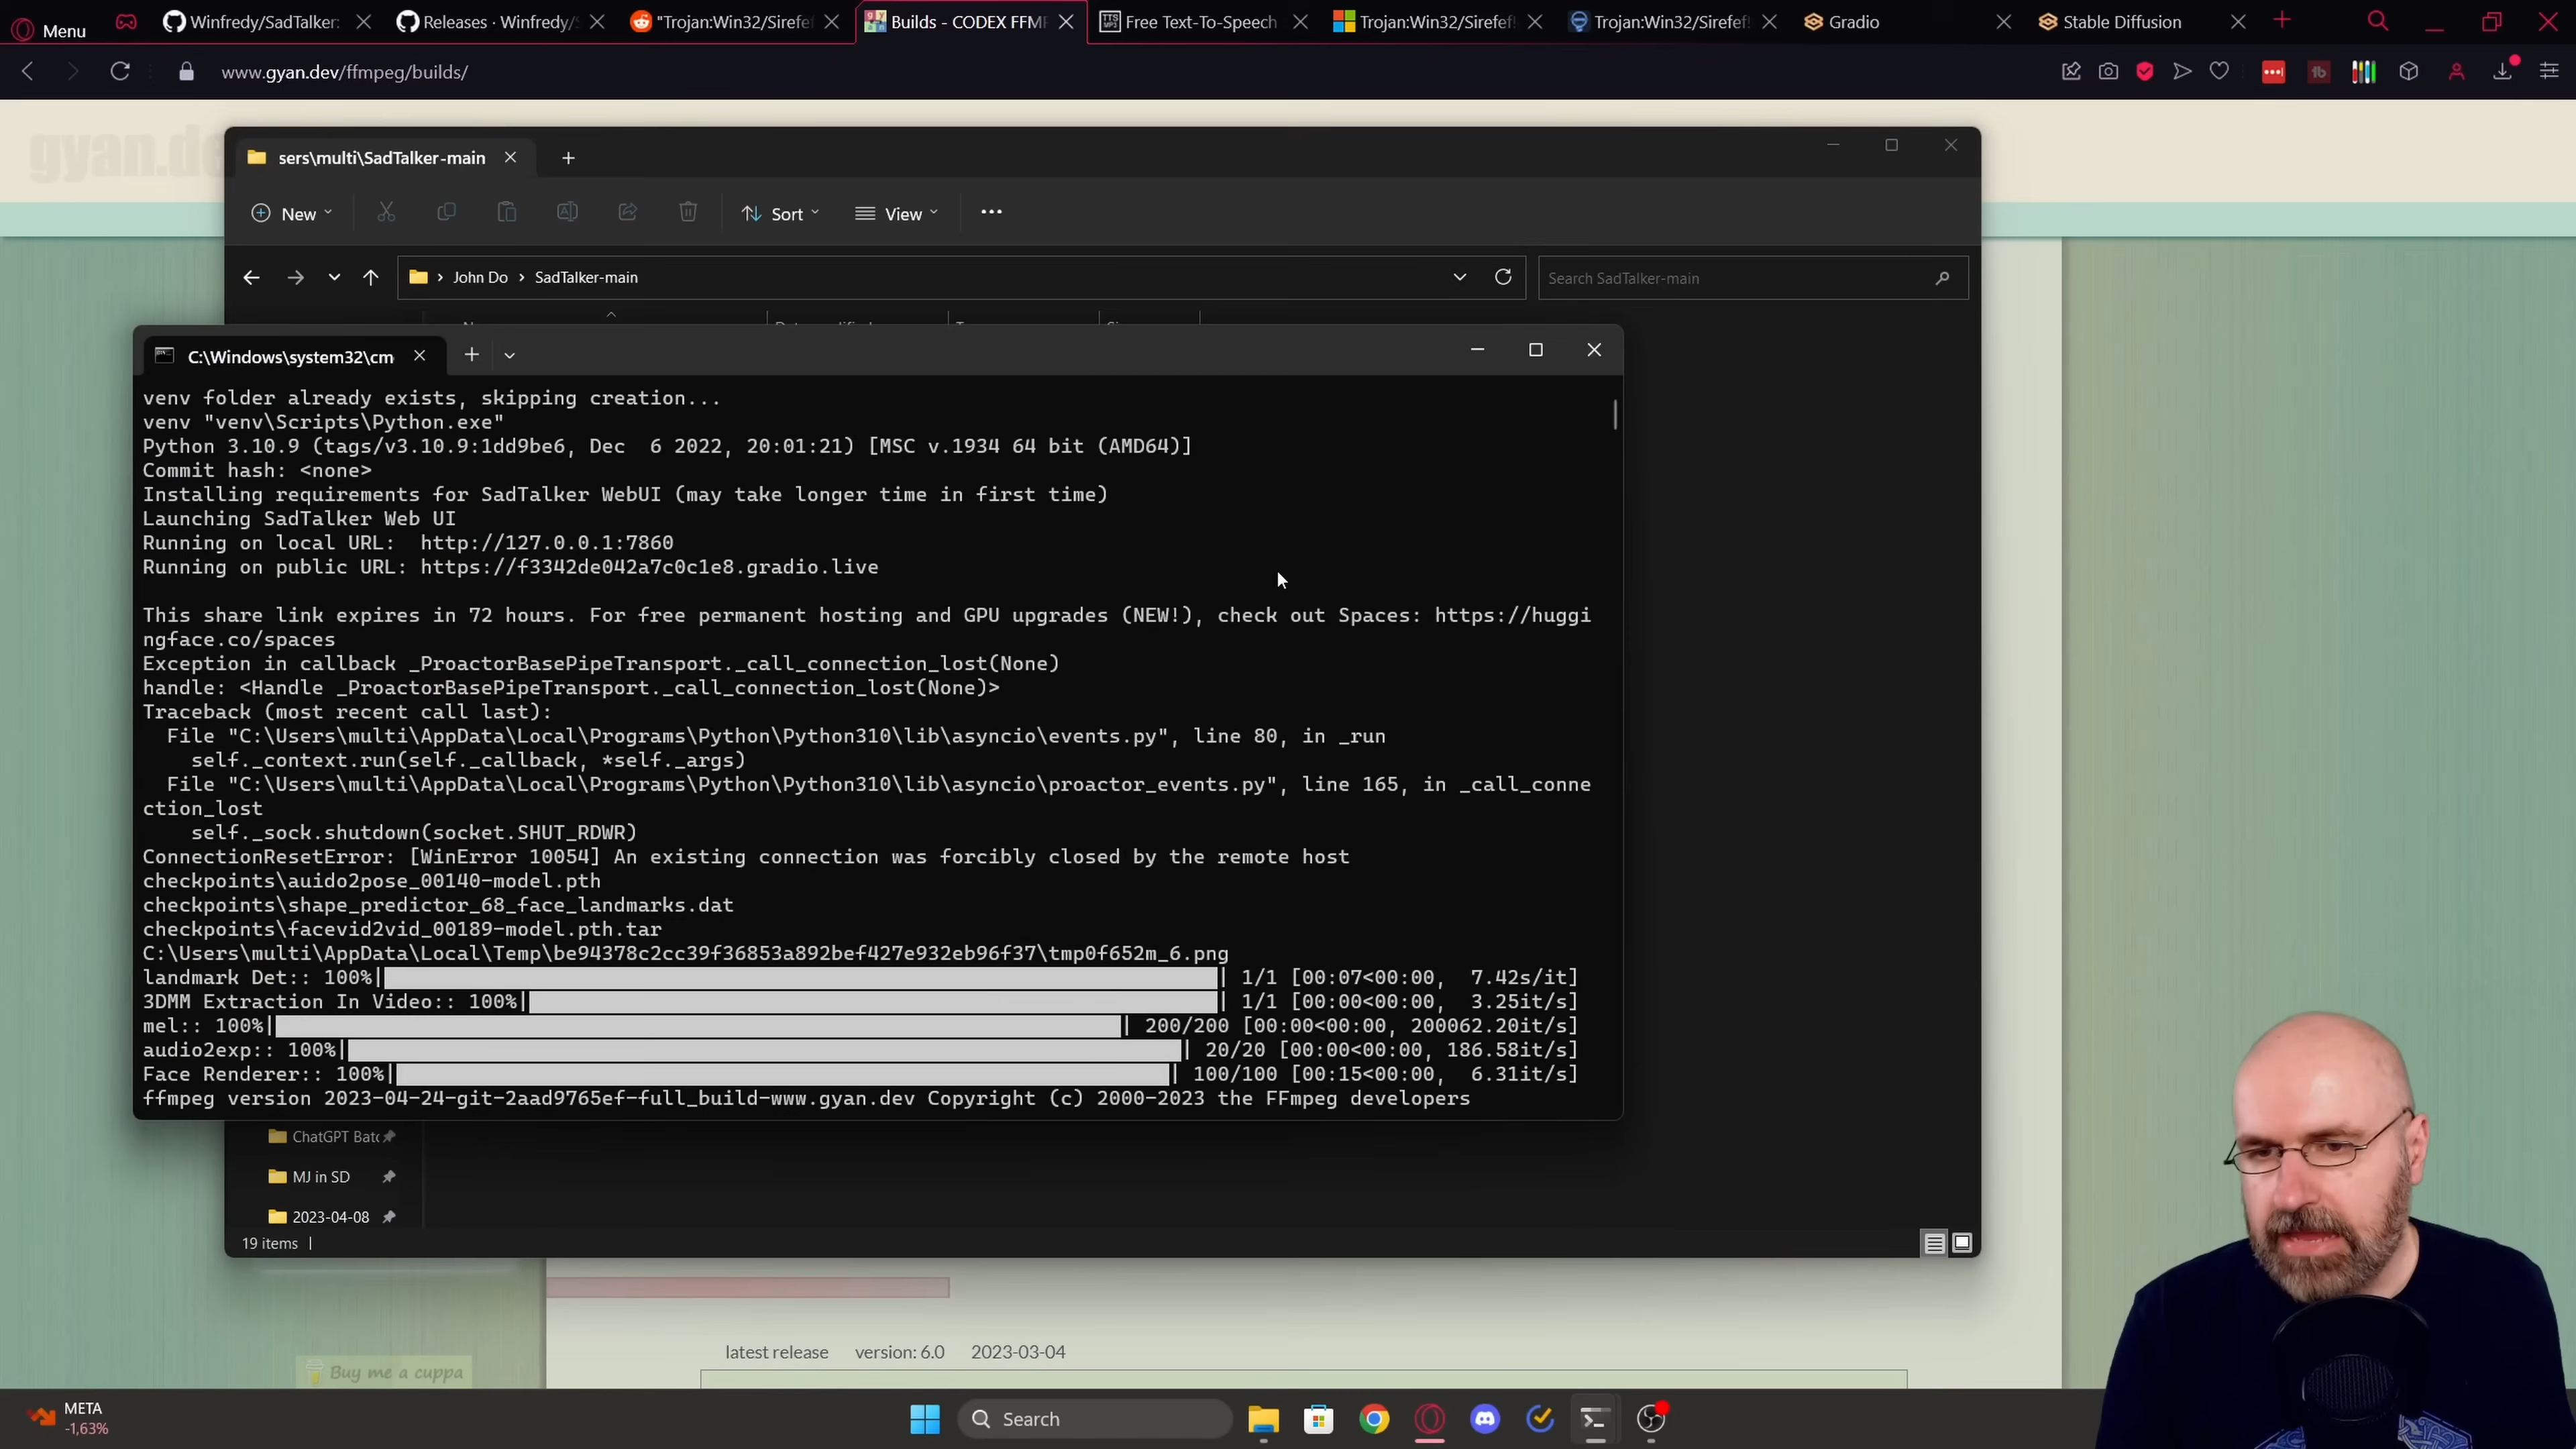 Menu
Winfredy/SadTalker:
Releases · Winfredy/
"Trojan:Win32/Sirefef
Builds - CODEX FFMP
Free Text-To-Speech
Trojan:Win32/Sirefef!
Trojan:Win32/Sirefef!
Gradio
Stable Diffusion
www.gyan.dev/ffmpeg/builds/
gyan.de
sers\multi\SadTalker-main
New
Sort
View
John Do
SadTalker-main
Search SadTalker-main
C:\Windows\system32\cm
venv folder already exists, skipping creation...
venv "venv\Scripts\Python.exe"
Python 3.10.9 (tags/v3.10.9:1dd9be6, Dec  6 2022, 20:01:21) [MSC v.1934 64 bit (AMD64)]
Commit hash: <none>
Installing requirements for SadTalker WebUI (may take longer time in first time)
Launching SadTalker Web UI
Running on local URL:  http://127.0.0.1:7860
Running on public URL: https://f3342de042a7c0c1e8.gradio.live
This share link expires in 72 hours. For free permanent hosting and GPU upgrades (NEW!), check out Spaces: https://huggi
ngface.co/spaces
Exception in callback _ProactorBasePipeTransport._call_connection_lost(None)
handle: <Handle _ProactorBasePipeTransport._call_connection_lost(None)>
Traceback (most recent call last):
File "C:\Users\multi\AppData\Local\Programs\Python\Python310\lib\asyncio\events.py", line 80, in _run
self._context.run(self._callback, *self._args)
File "C:\Users\multi\AppData\Local\Programs\Python\Python310\lib\asyncio\proactor_events.py", line 165, in _call_conne
ction_lost
self._sock.shutdown(socket.SHUT_RDWR)
ConnectionResetError: [WinError 10054] An existing connection was forcibly closed by the remote host
checkpoints\auido2pose_00140-model.pth
checkpoints\shape_predictor_68_face_landmarks.dat
checkpoints\facevid2vid_00189-model.pth.tar
C:\Users\multi\AppData\Local\Temp\be94378c2cc39f36853a892bef427e932eb96f37\tmp0f652m_6.png
landmark Det:: 100%| | 1/1 [00:07<00:00,  7.42s/it]
3DMM Extraction In Video:: 100%| | 1/1 [00:00<00:00,  3.25it/s]
mel:: 100%| | 200/200 [00:00<00:00, 200062.20it/s]
audio2exp:: 100%| | 20/20 [00:00<00:00, 186.58it/s]
Face Renderer:: 100%| | 100/100 [00:15<00:00,  6.31it/s]
ffmpeg version 2023-04-24-git-2aad9765ef-full_build-www.gyan.dev Copyright (c) 2000-2023 the FFmpeg developers
ChatGPT Batc
MJ in SD
2023-04-08
19 items
latest release version: 6.0 2023-03-04
Buy me a cuppa
META
-1,63%
Search